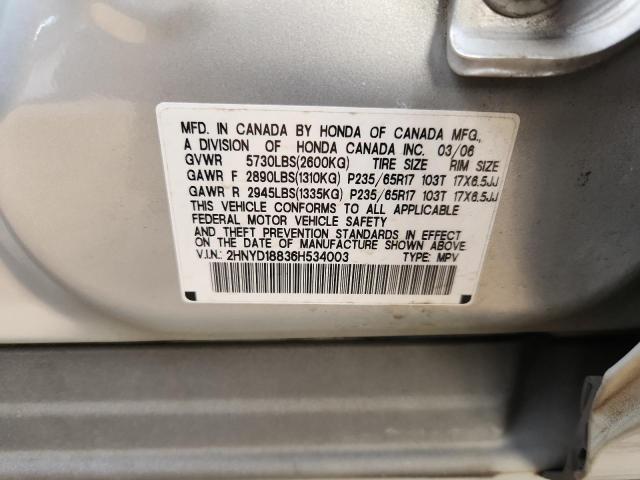 MFD. IN CANADA BY HONDA OF CANADA MFG.,
A DIVISION OF HONDA CANADA INC. 03/06
GVWR 5730LBS(2600KG) TIRE SIZE RIM SIZE
GAWR F 2890LBS(1310KG) P235/65R17 103T 17X6.5JJ
GAWR R 2945LBS(1335KG) P235/65R17 103T 17X6.5JJ
THIS VEHICLE CONFORMS TO ALL APPLICABLE
FEDERAL MOTOR VEHICLE SAFETY
AND THEFT PREVENTION STANDARDS IN EFFECT
ON DATE OF MANUFACTURE SHOWN ABOVE
V.I.N.: 2HNYD18836H534003 TYPE: MPV